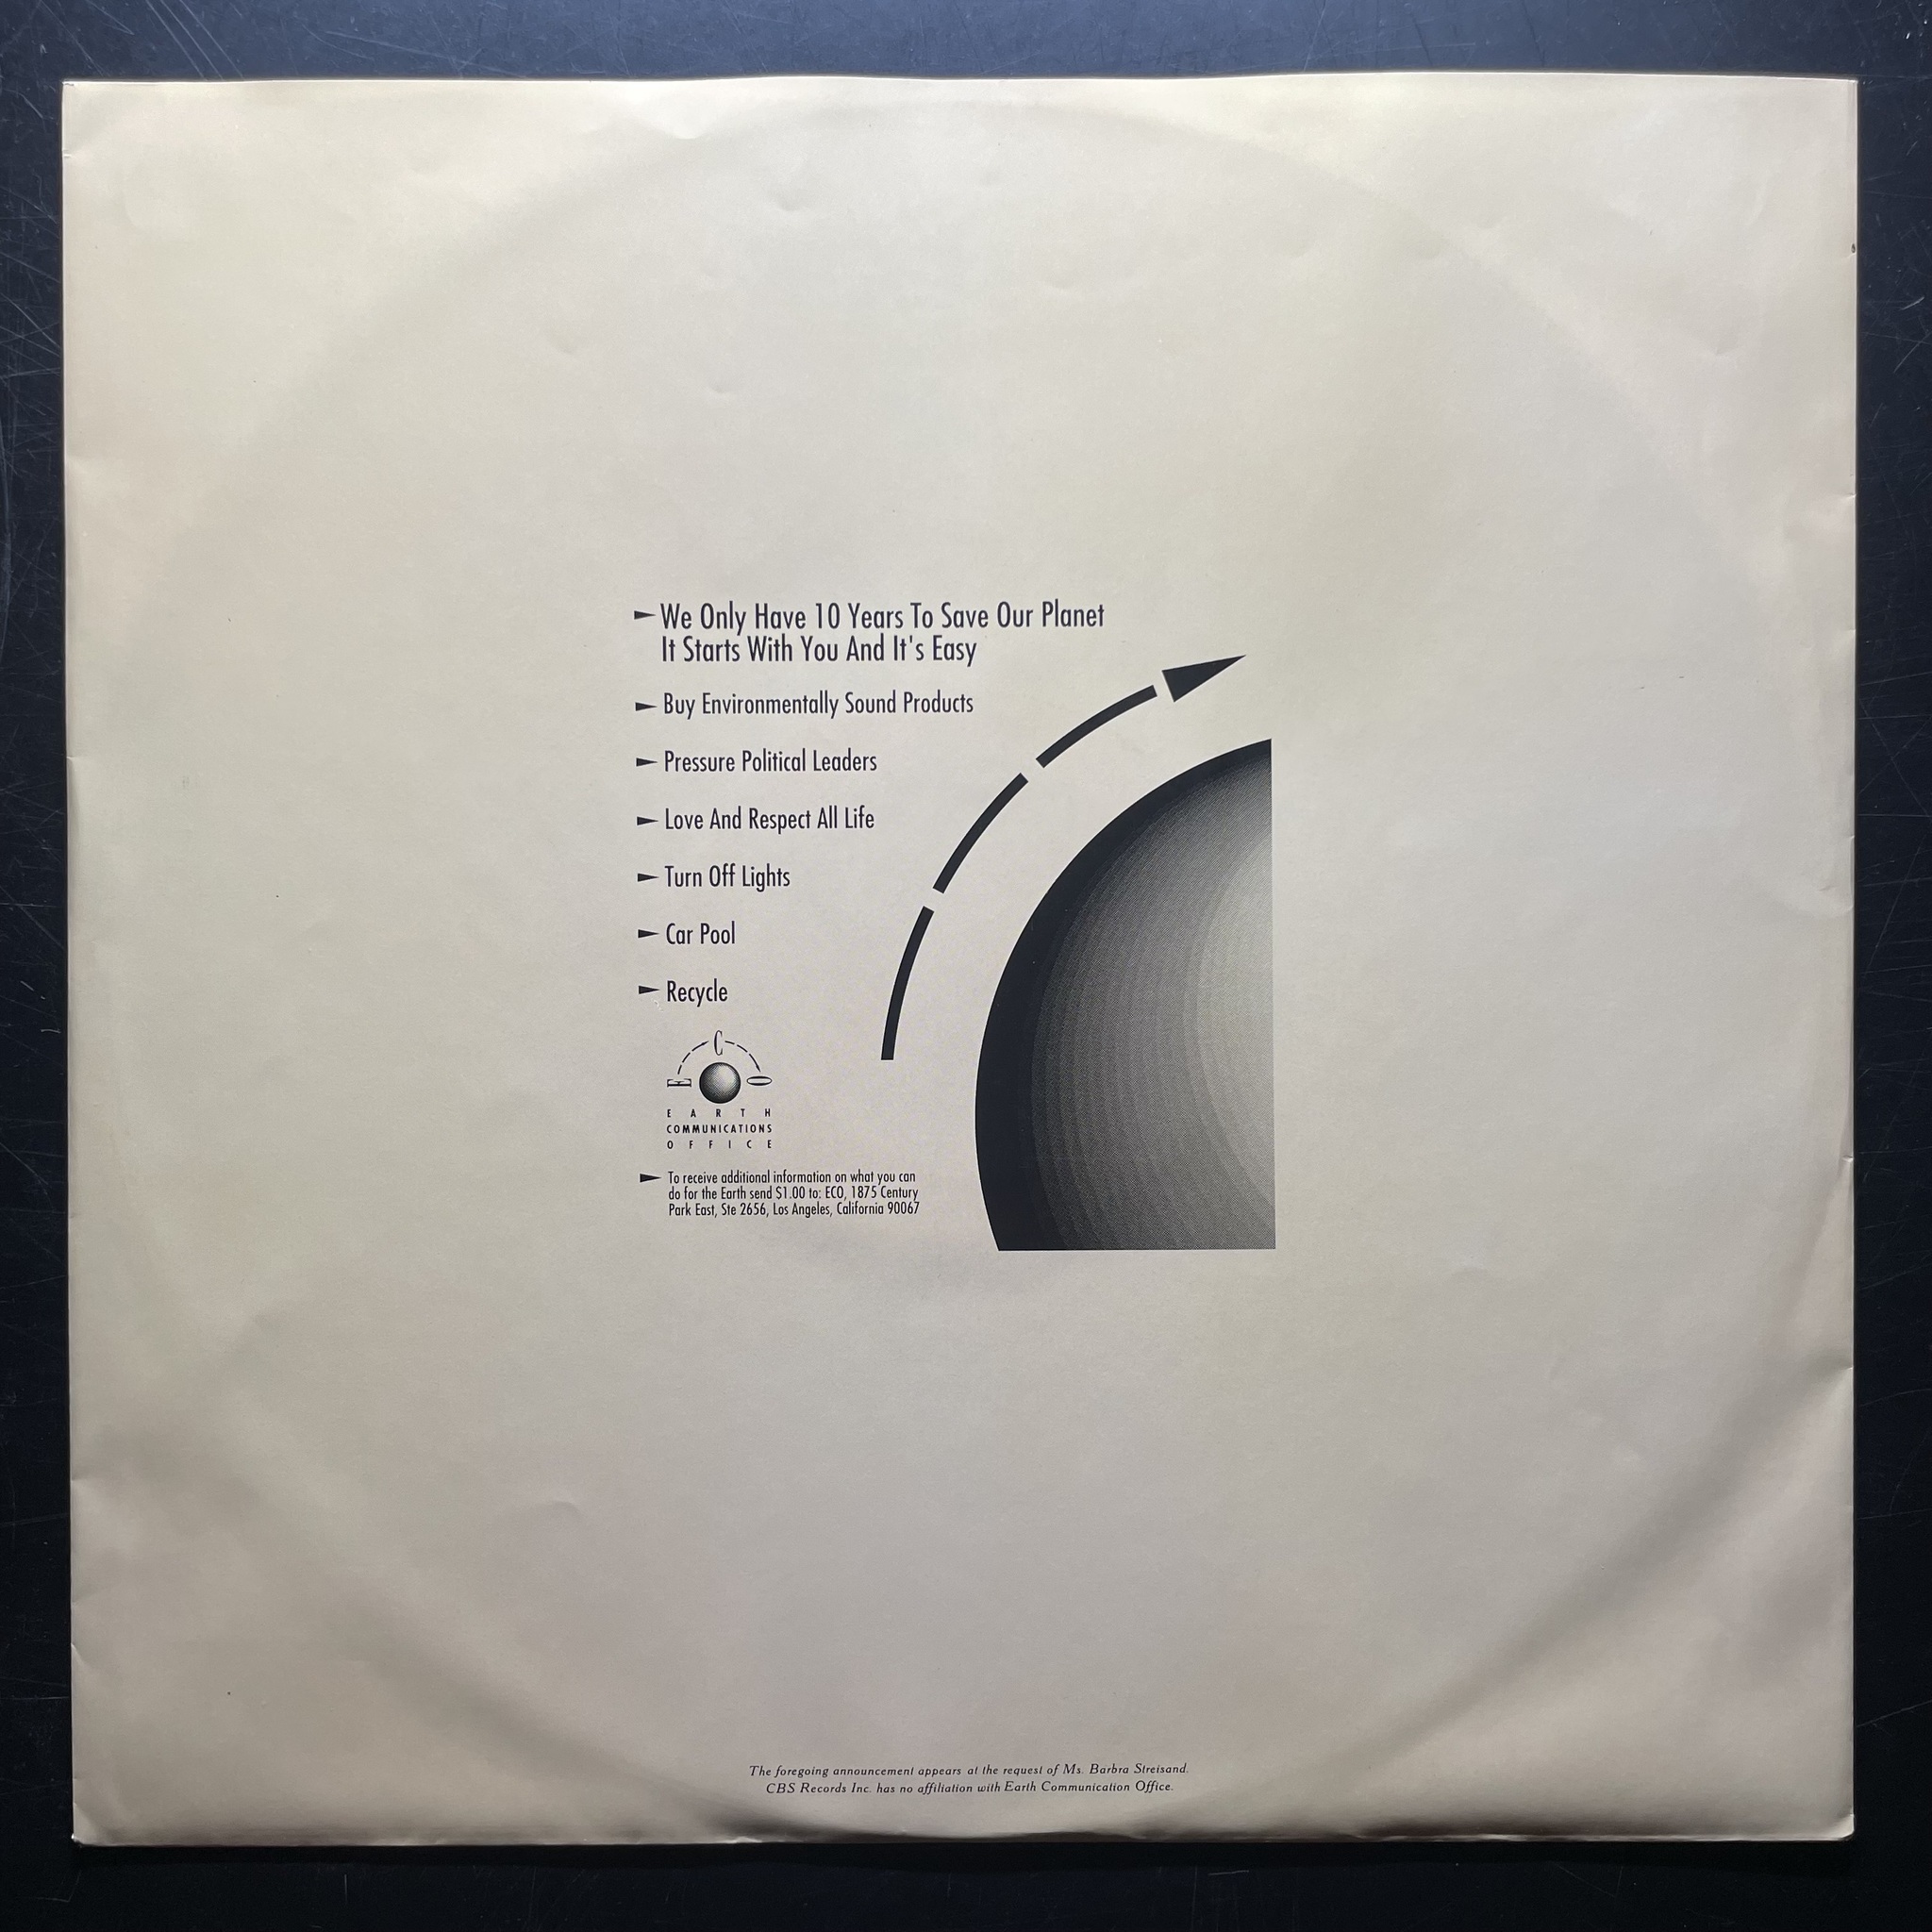 We Only Have 10 Years To Save Our Planet
It Starts With You And It's Easy
Buy Environmentally Sound Products
Pressure Political Leaders
Love And Respect All Life
Turn Off Lights
Car Pool
Recycle
E C O
EARTH
COMMUNICATIONS
OFFICE
To receive additional information on what you can
do for the Earth send $1.00 to: ECO, 1875 Century
Park East, Ste 2656, Los Angeles, California 90067
The foregoing announcement appears at the request of Ms. Barbra Streisand.
CBS Records Inc. has no affiliation with Earth Communication Office.